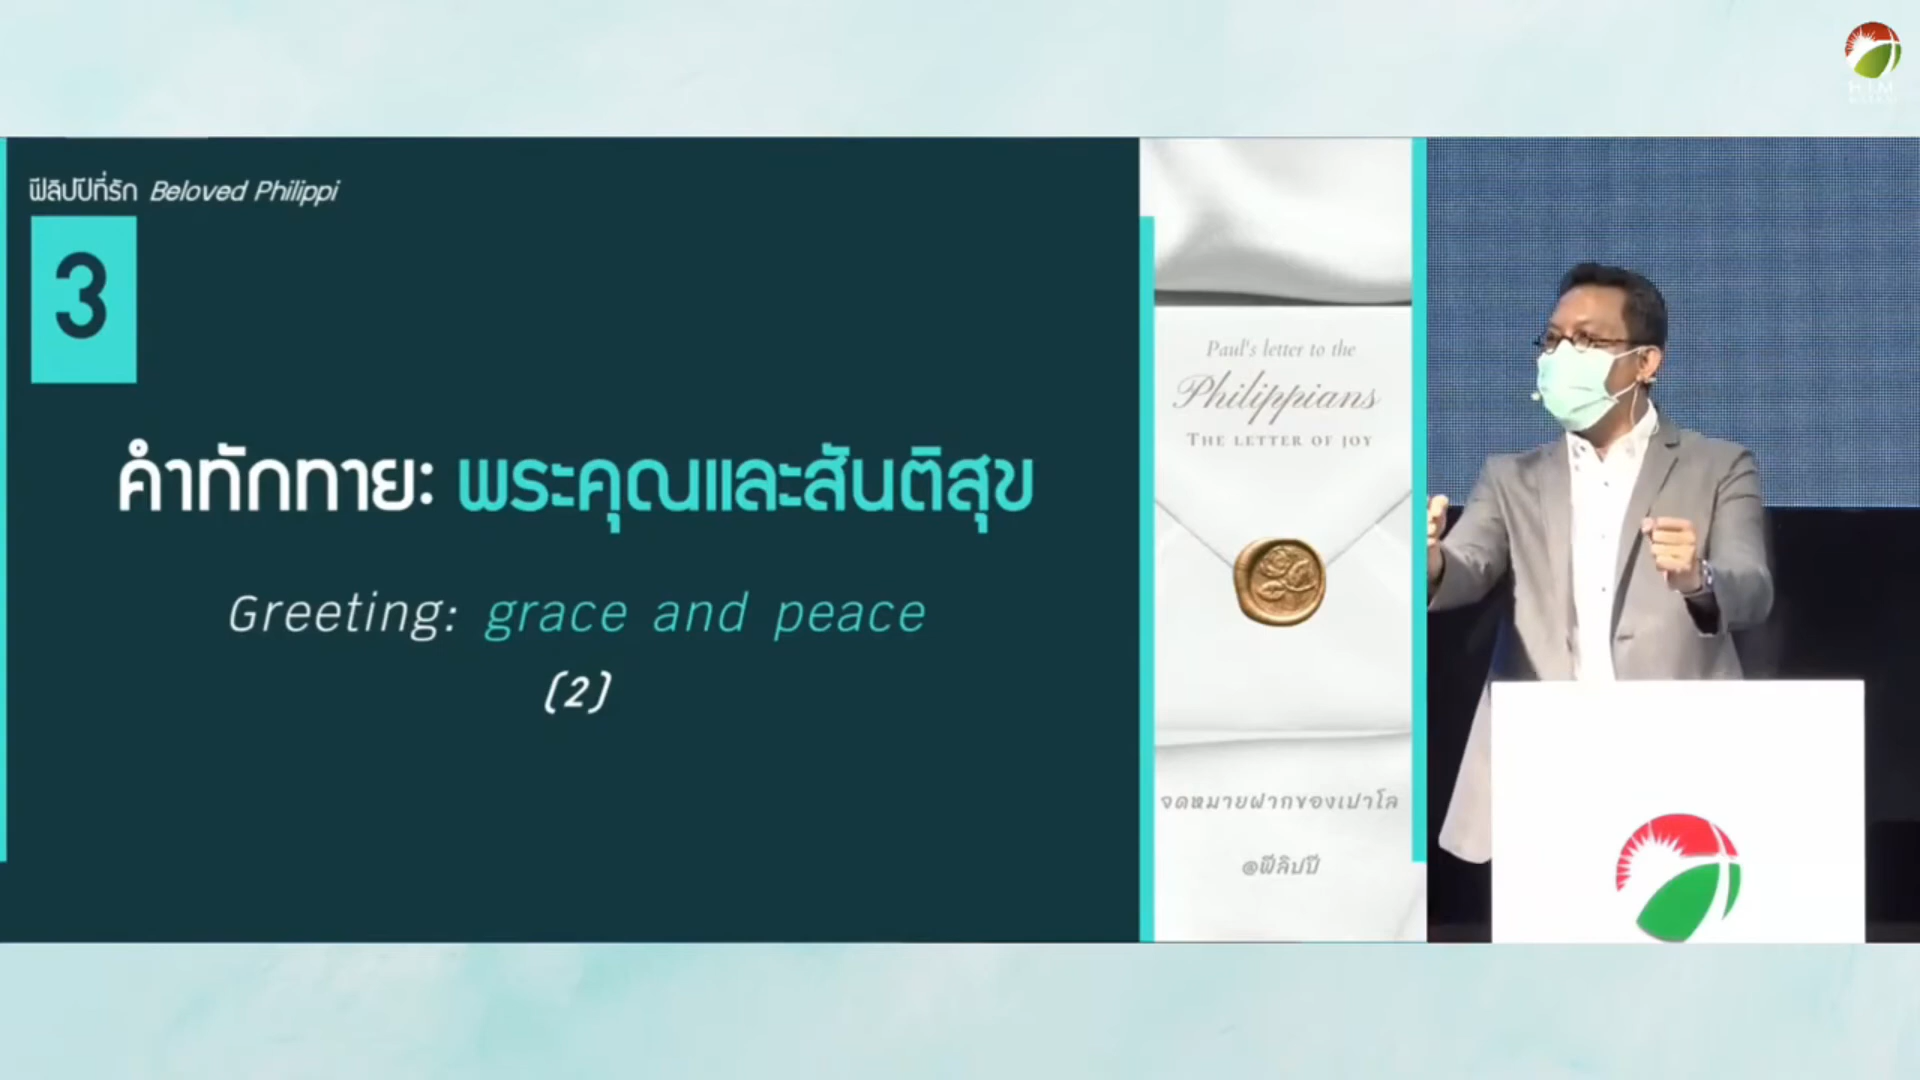 ฟีลิปปีที่รัก Beloved Philippi
3
คำทักทาย: พระคุณและสันติสุข
Greeting: grace and peace
(2)
Paul's letter to the
Philippians
THE LETTER OF JOY
จดหมายฝากของเปาโล
@ฟีลิปปี
HIM